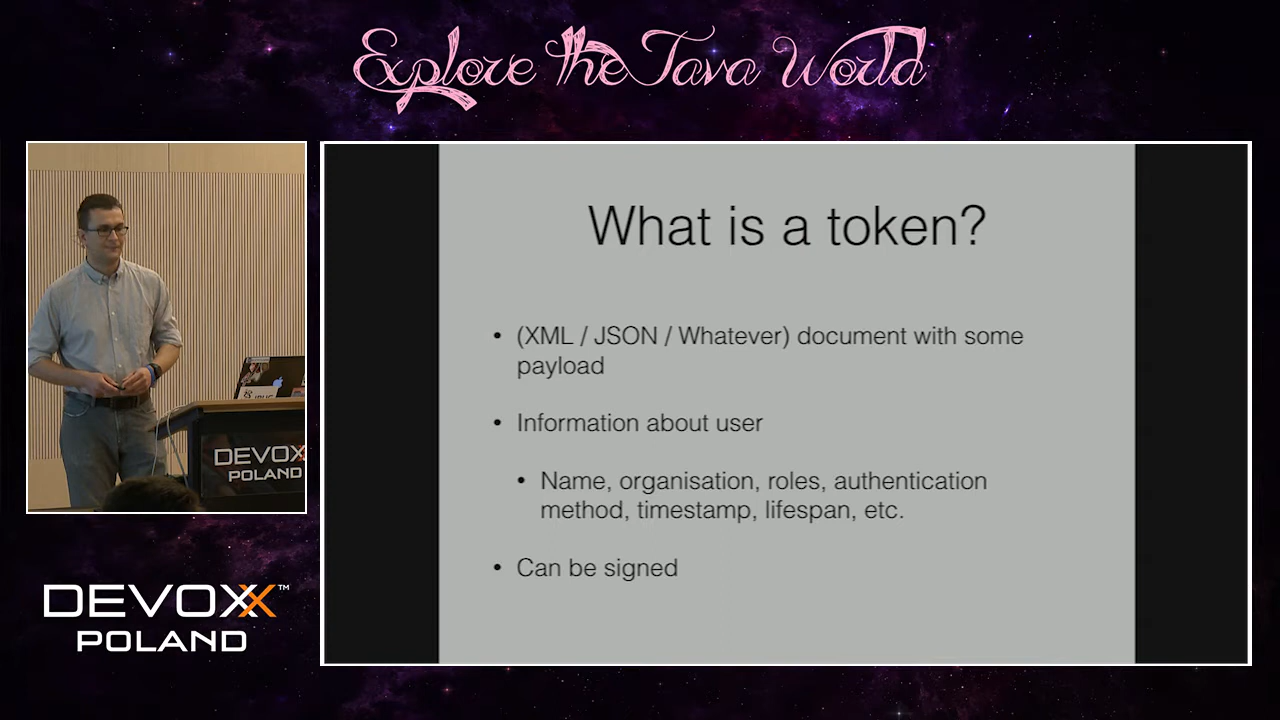 Explore the Java World
What is a token?
• (XML / JSON / Whatever) document with some
payload
• Information about user
• Name, organisation, roles, authentication
method, timestamp, lifespan, etc.
• Can be signed
DEVOXX
POLAND
DEVOXX™
POLAND